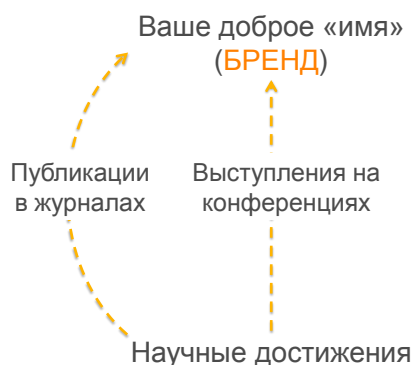 Ваше доброе «имя»
(БРЕНД)
Публикации
в журналах
Выступления на
конференциях
Научные достижения